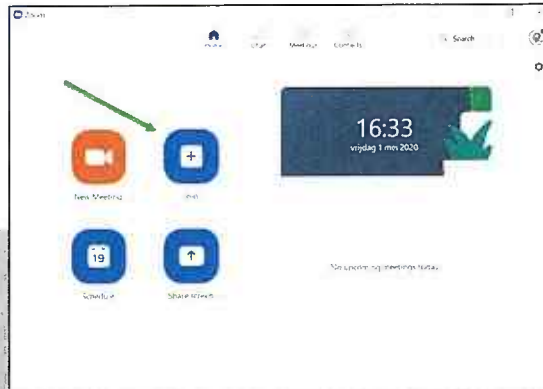 Zoom
Home Chat Meetings Contacts Search
16:33
vrijdag 1 mei 2020
New Meeting Join
19
Schedule Share screen
No upcoming meetings today